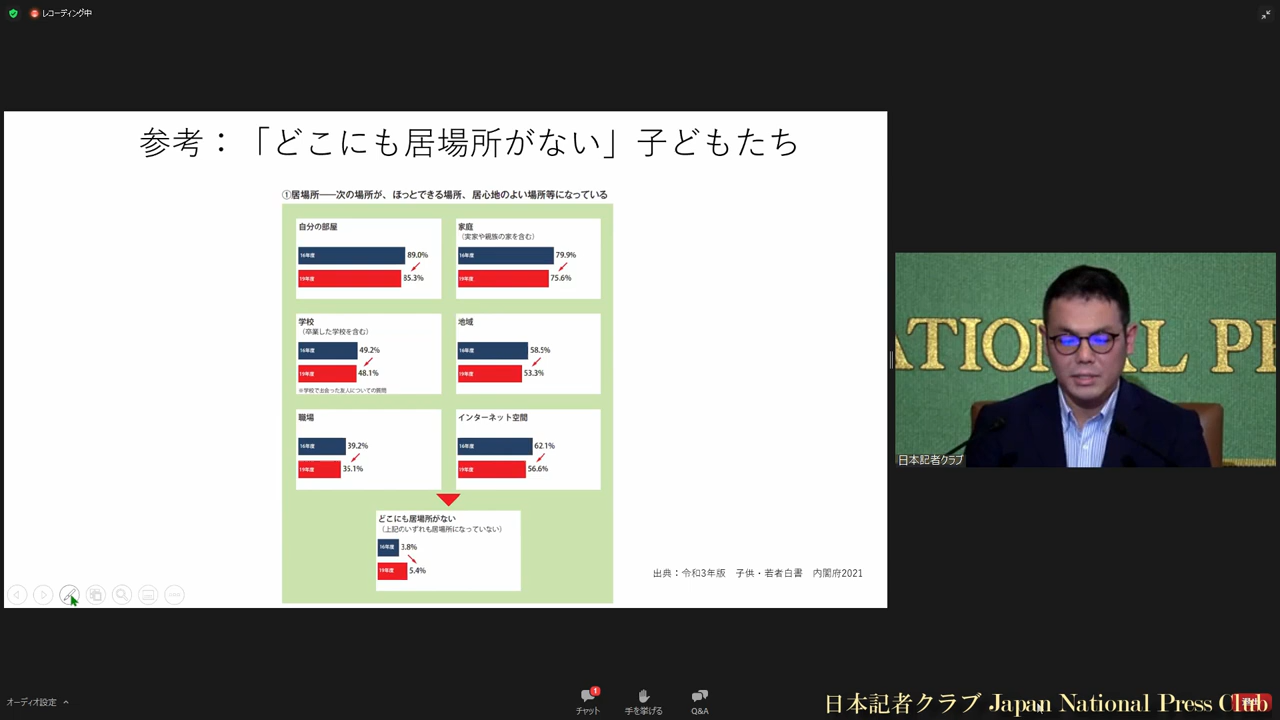 レコーディング中
参考：「どこにも居場所がない」子どもたち
①居場所──次の場所が、ほっとできる場所、居心地のよい場所等になっている
自分の部屋
16年度 89.0%
19年度 85.3%
家庭
（実家や親族の家を含む）
16年度 79.9%
19年度 75.6%
学校
（卒業した学校を含む）
16年度 49.2%
19年度 48.1%
※学校で出会った友人についての質問
地域
16年度 58.5%
19年度 53.3%
職場
16年度 39.2%
19年度 35.1%
インターネット空間
16年度 62.1%
19年度 56.6%
どこにも居場所がない
（上記のいずれも居場所になっていない）
16年度 3.8%
19年度 5.4%
出典：令和3年版 子供・若者白書 内閣府2021
ATIONAL PR
日本記者クラブ
オーディオ設定
1
チャット
手を挙げる
Q&A
日本記者クラブ Japan National Press Club